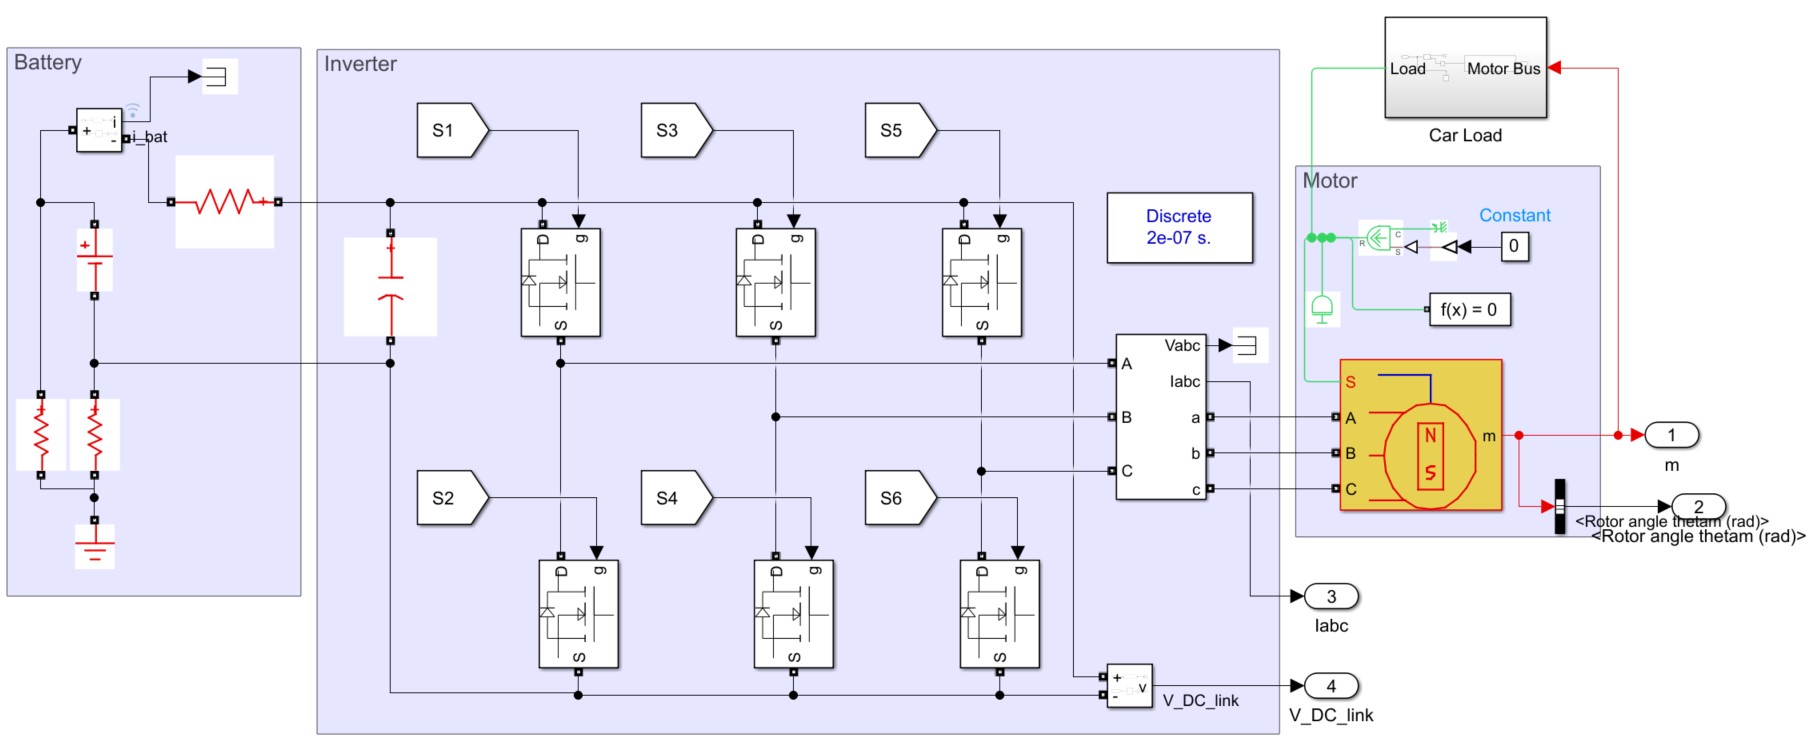 Battery
i
+
-
i_bat
+
+
+
+
Inverter
S1
S3
S5
D
g
S
D
g
S
D
g
S
+
Discrete
2e-07 s.
Vabc
A
Iabc
B
a
b
C
c
S2
S4
S6
D
g
S
D
g
S
D
g
S
+
-
v
V_DC_link
Load
Motor Bus
Car Load
Motor
Constant
R
C
S
0
f(x) = 0
S
A
B
C
N
S
m
1
m
2
<Rotor angle thetam (rad)>
<Rotor angle thetam (rad)>
3
Iabc
4
V_DC_link